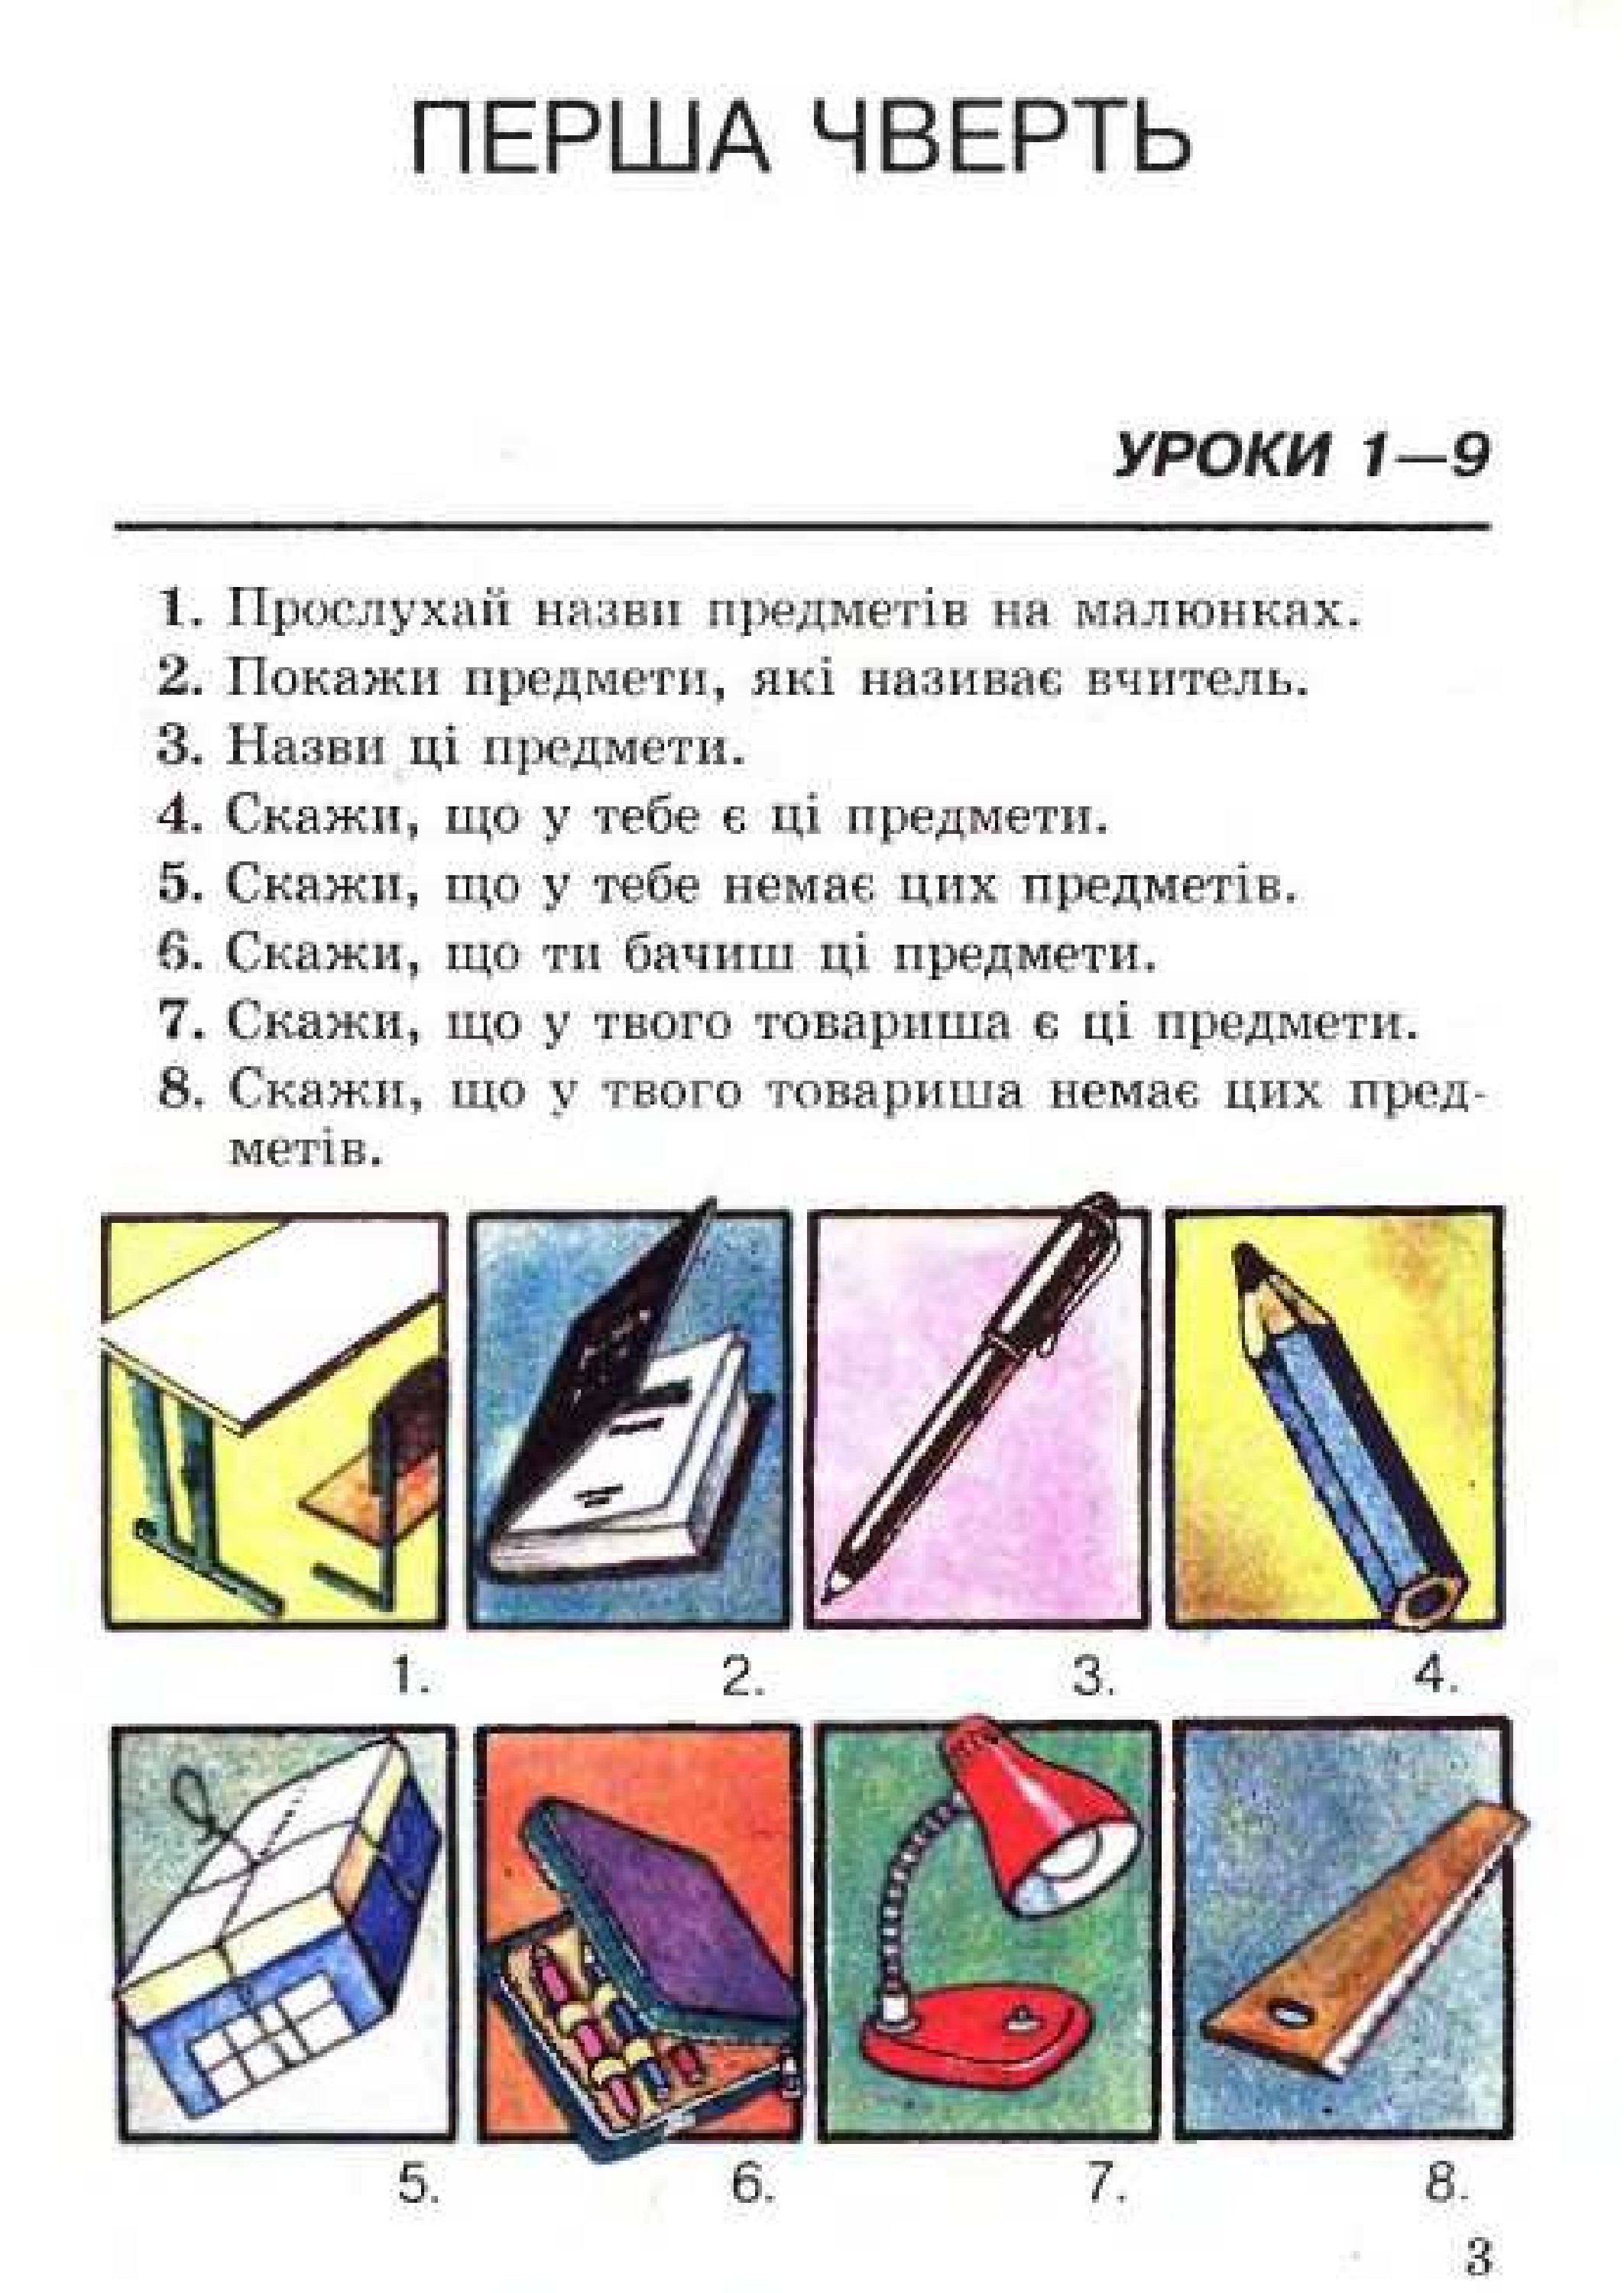 ПЕРША ЧВЕРТЬ
УРОКИ 1—9
1. Прослухай назви предметів на малюнках.
2. Покажи предмети, які називає вчитель.
3. Назви ці предмети.
4. Скажи, що у тебе є ці предмети.
5. Скажи, що у тебе немає цих предметів.
6. Скажи, що ти бачиш ці предмети.
7. Скажи, що у твого товариша є ці предмети.
8. Скажи, що у твого товариша немає цих пред-
метів.
1. 2. 3. 4.
5. 6. 7. 8.
3